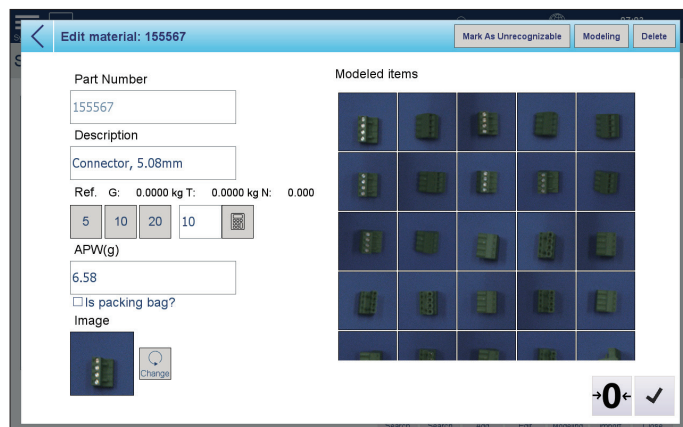 Edit material: 155567
Mark As Unrecognizable
Modeling
Delete
Part Number
155567
Description
Connector, 5.08mm
Ref. G: 0.0000 kg T: 0.0000 kg N: 0.000
5 10 20 10
APW(g)
6.58
Is packing bag?
Image
Change
Modeled items
→0←